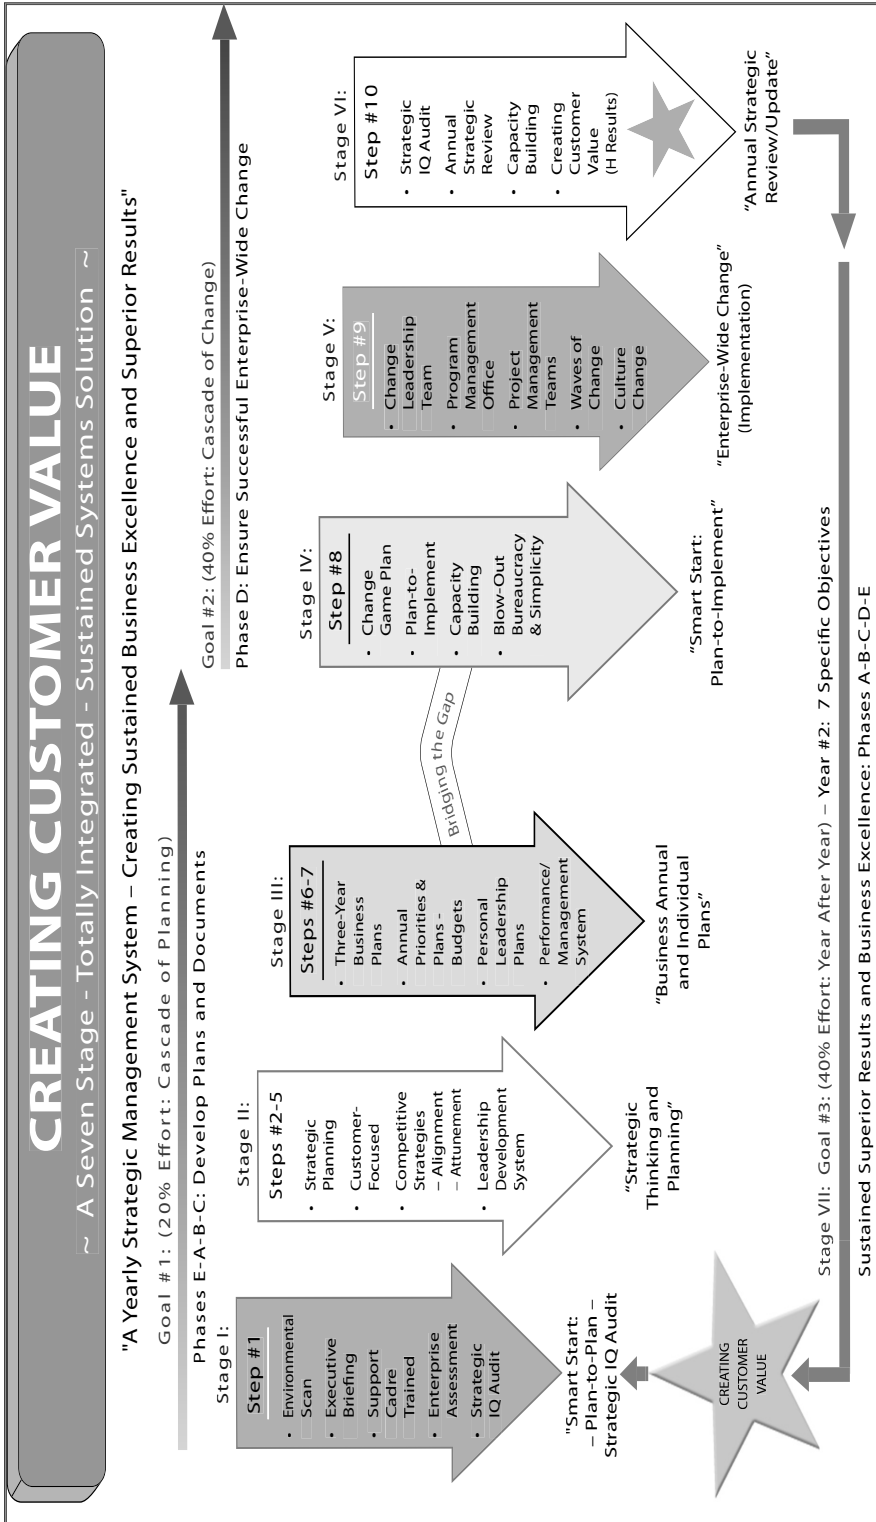 CREATING CUSTOMER VALUE
~ A Seven Stage - Totally Integrated - Sustained Systems Solution ~
"A Yearly Strategic Management System – Creating Sustained Business Excellence and Superior Results"
Goal #1: (20% Effort: Cascade of Planning)
Phases E-A-B-C: Develop Plans and Documents
Goal #2: (40% Effort: Cascade of Change)
Phase D: Ensure Successful Enterprise-Wide Change
Stage I:
Step #1
• Environmental
Scan
• Executive
Briefing
• Support
Cadre
Trained
• Enterprise
Assessment
• Strategic
IQ Audit
"Smart Start:
– Plan-to-Plan –
Strategic IQ Audit
Stage II:
Steps #2-5
• Strategic
Planning
• Customer-
Focused
• Competitive
Strategies
– Alignment
– Attunement
• Leadership
Development
System
“Strategic
Thinking and
Planning”
Stage III:
Steps #6-7
• Three-Year
Business
Plans
• Annual
Priorities &
Plans -
Budgets
• Personal
Leadership
Plans
• Performance/
Management
System
“Business Annual
and Individual
Plans”
Bridging the Gap
Stage IV:
Step #8
• Change
Game Plan
• Plan-to-
Implement
• Capacity
Building
• Blow-Out
Bureaucracy
& Simplicity
“Smart Start:
Plan-to-Implement”
Stage V:
Step #9
• Change
Leadership
Team
• Program
Management
Office
• Project
Management
Teams
• Waves of
Change
• Culture
Change
“Enterprise-Wide Change”
(Implementation)
Stage VI:
Step #10
• Strategic
IQ Audit
• Annual
Strategic
Review
• Capacity
Building
• Creating
Customer
Value
(H Results)
“Annual Strategic
Review/Update”
CREATING
CUSTOMER
VALUE
Stage VII: Goal #3: (40% Effort: Year After Year) – Year #2: 7 Specific Objectives
Sustained Superior Results and Business Excellence: Phases A-B-C-D-E